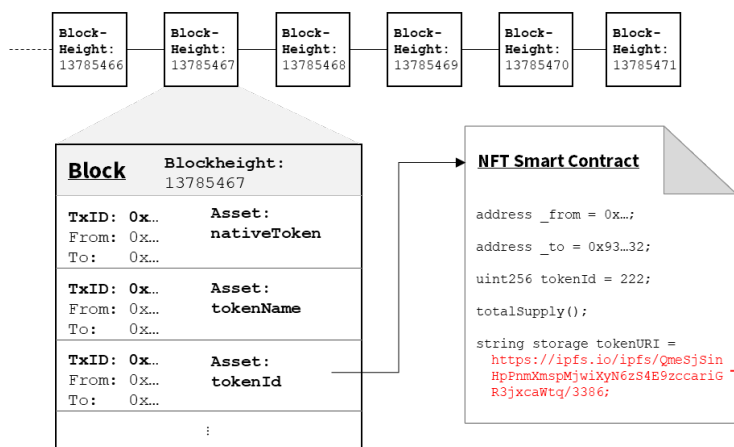 Block-
Height:
13785466
Block-
Height:
13785467
Block-
Height:
13785468
Block-
Height:
13785469
Block-
Height:
13785470
Block-
Height:
13785471
Block
Blockheight:
13785467
TxID: 0x…
From: 0x…
To: 0x…
Asset:
nativeToken
TxID: 0x…
From: 0x…
To: 0x…
Asset:
tokenName
TxID: 0x…
From: 0x…
To: 0x…
Asset:
tokenId
⋮
NFT Smart Contract
address _from = 0x…;
address _to = 0x93…32;
uint256 tokenId = 222;
totalSupply();
string storage tokenURI =
https://ipfs.io/ipfs/QmeSjSin
HpPnmXmspMjwiXyN6zS4E9zccariG
R3jxcaWtq/3386;